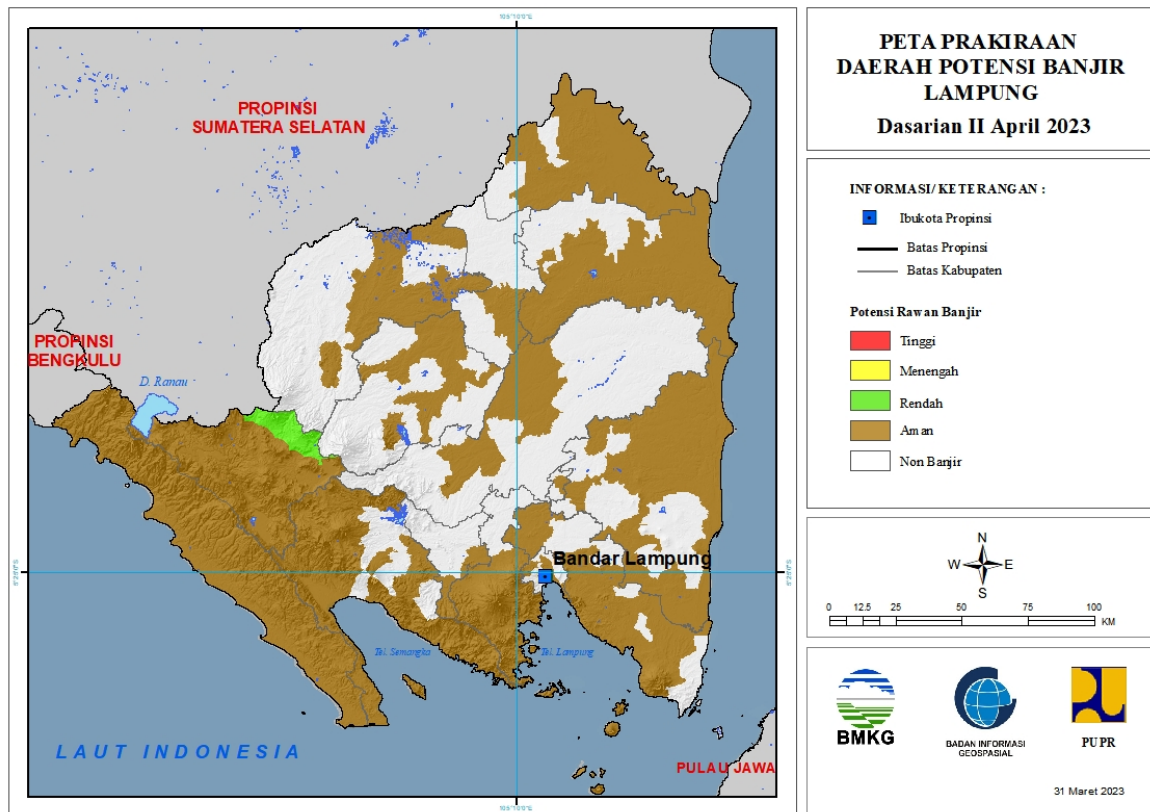 PETA PRAKIRAAN
DAERAH POTENSI BANJIR
LAMPUNG
Dasarian II April 2023
INFORMASI/ KETERANGAN :
Ibukota Propinsi
Batas Propinsi
Batas Kabupaten
Potensi Rawan Banjir
Tinggi
Menengah
Rendah
Aman
Non Banjir
N
W
E
S
0
12.5
25
50
75
100
KM
BMKG
BADAN INFORMASI
GEOSPASIAL
PUPR
31 Maret 2023
PROPINSI
SUMATERA SELATAN
PROPINSI
BENGKULU
D. Ranau
Bandar Lampung
Tel. Semangka
Tel. Lampung
LAUT INDONESIA
PULAU JAWA